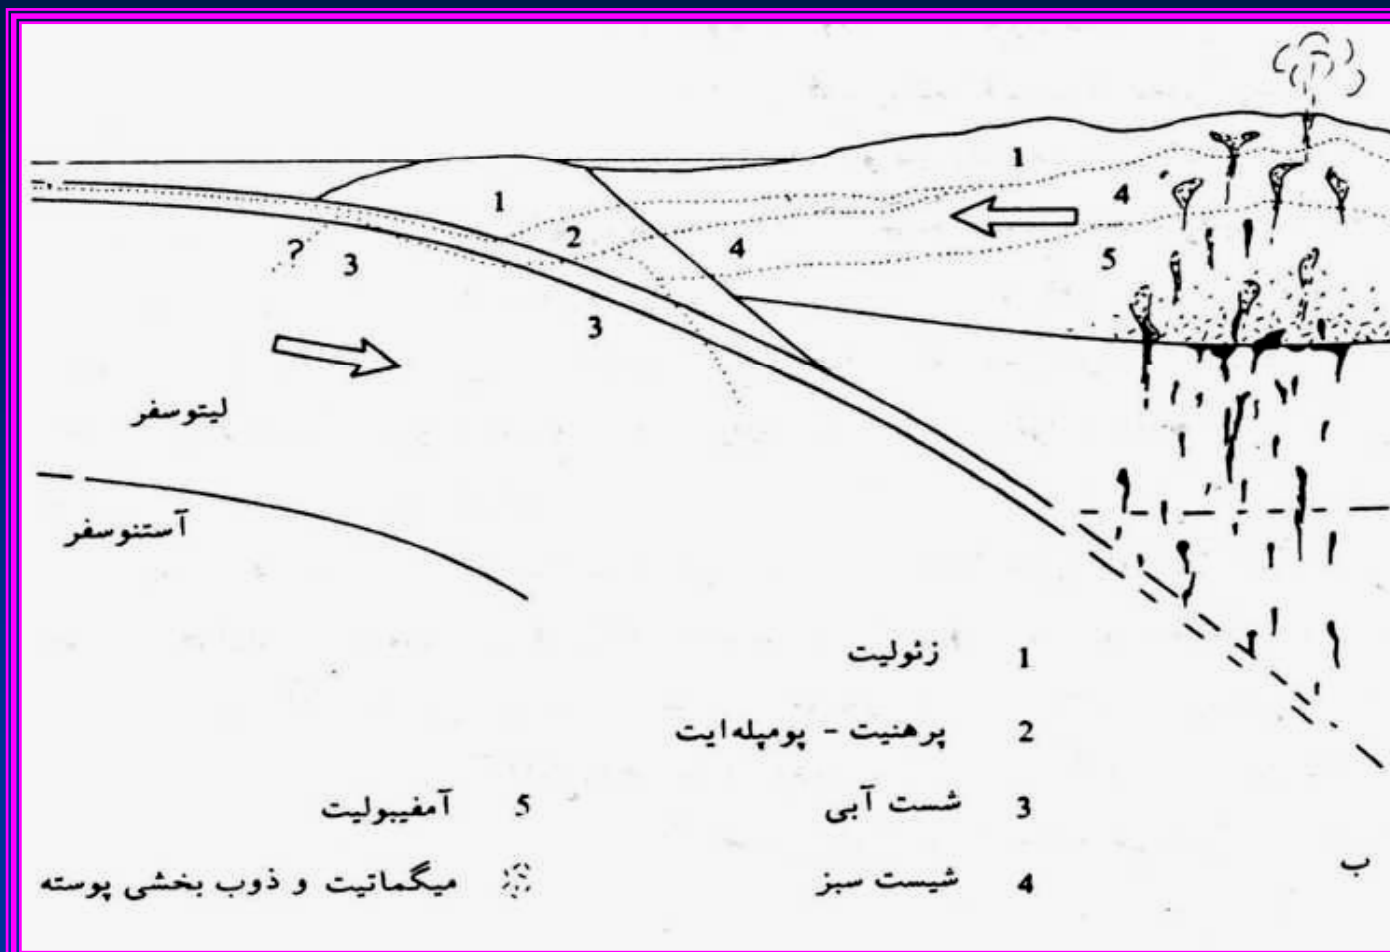 1
1
4
2
4
5
?
3
3
لیتوسفر
آستنوسفر
1 زئولیت
2 پرهنیت - پومپله‌ایت
3 شست آبی
5 آمفیبولیت
4 شیست سبز
میگماتیت و ذوب بخشی پوسته
ب